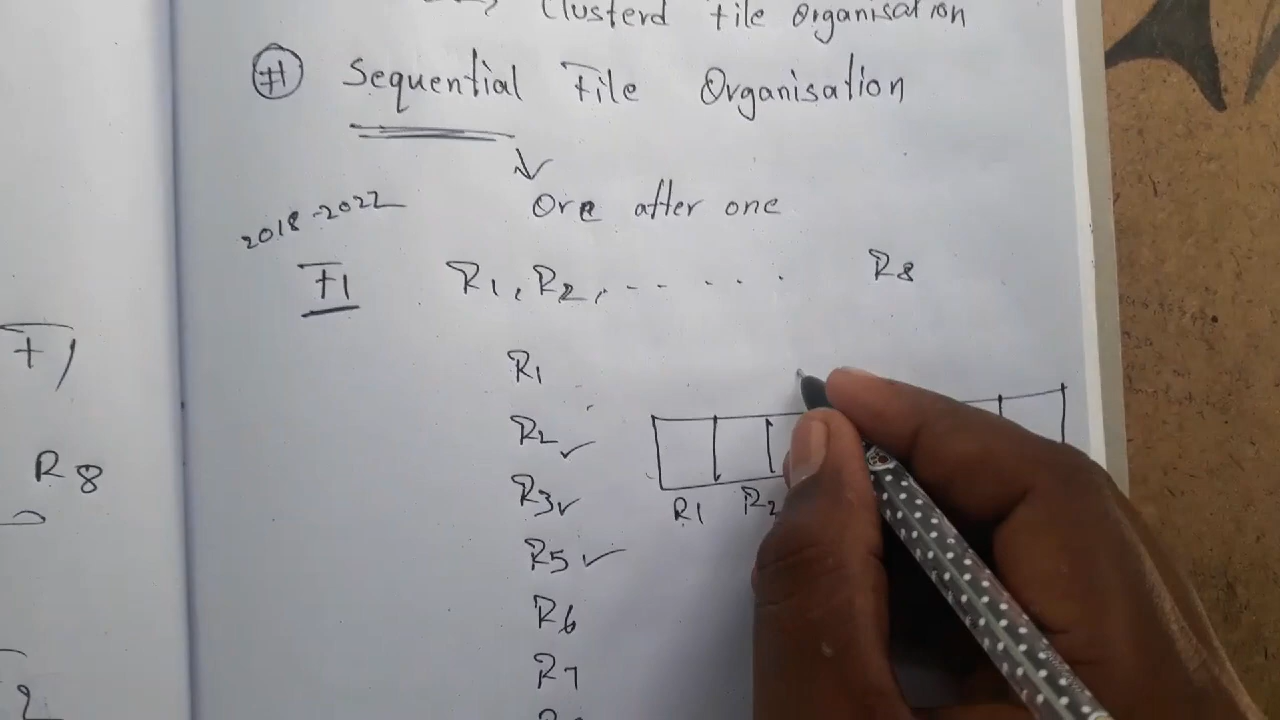 Clusterd File Organisation
# Sequential File Organisation
One after one
2018-2022
F1 R1, R2, ........ R8
R1
R2 ✓
R3 ✓
R5 ✓
R6
R7
R1 R2
F1
R8
2